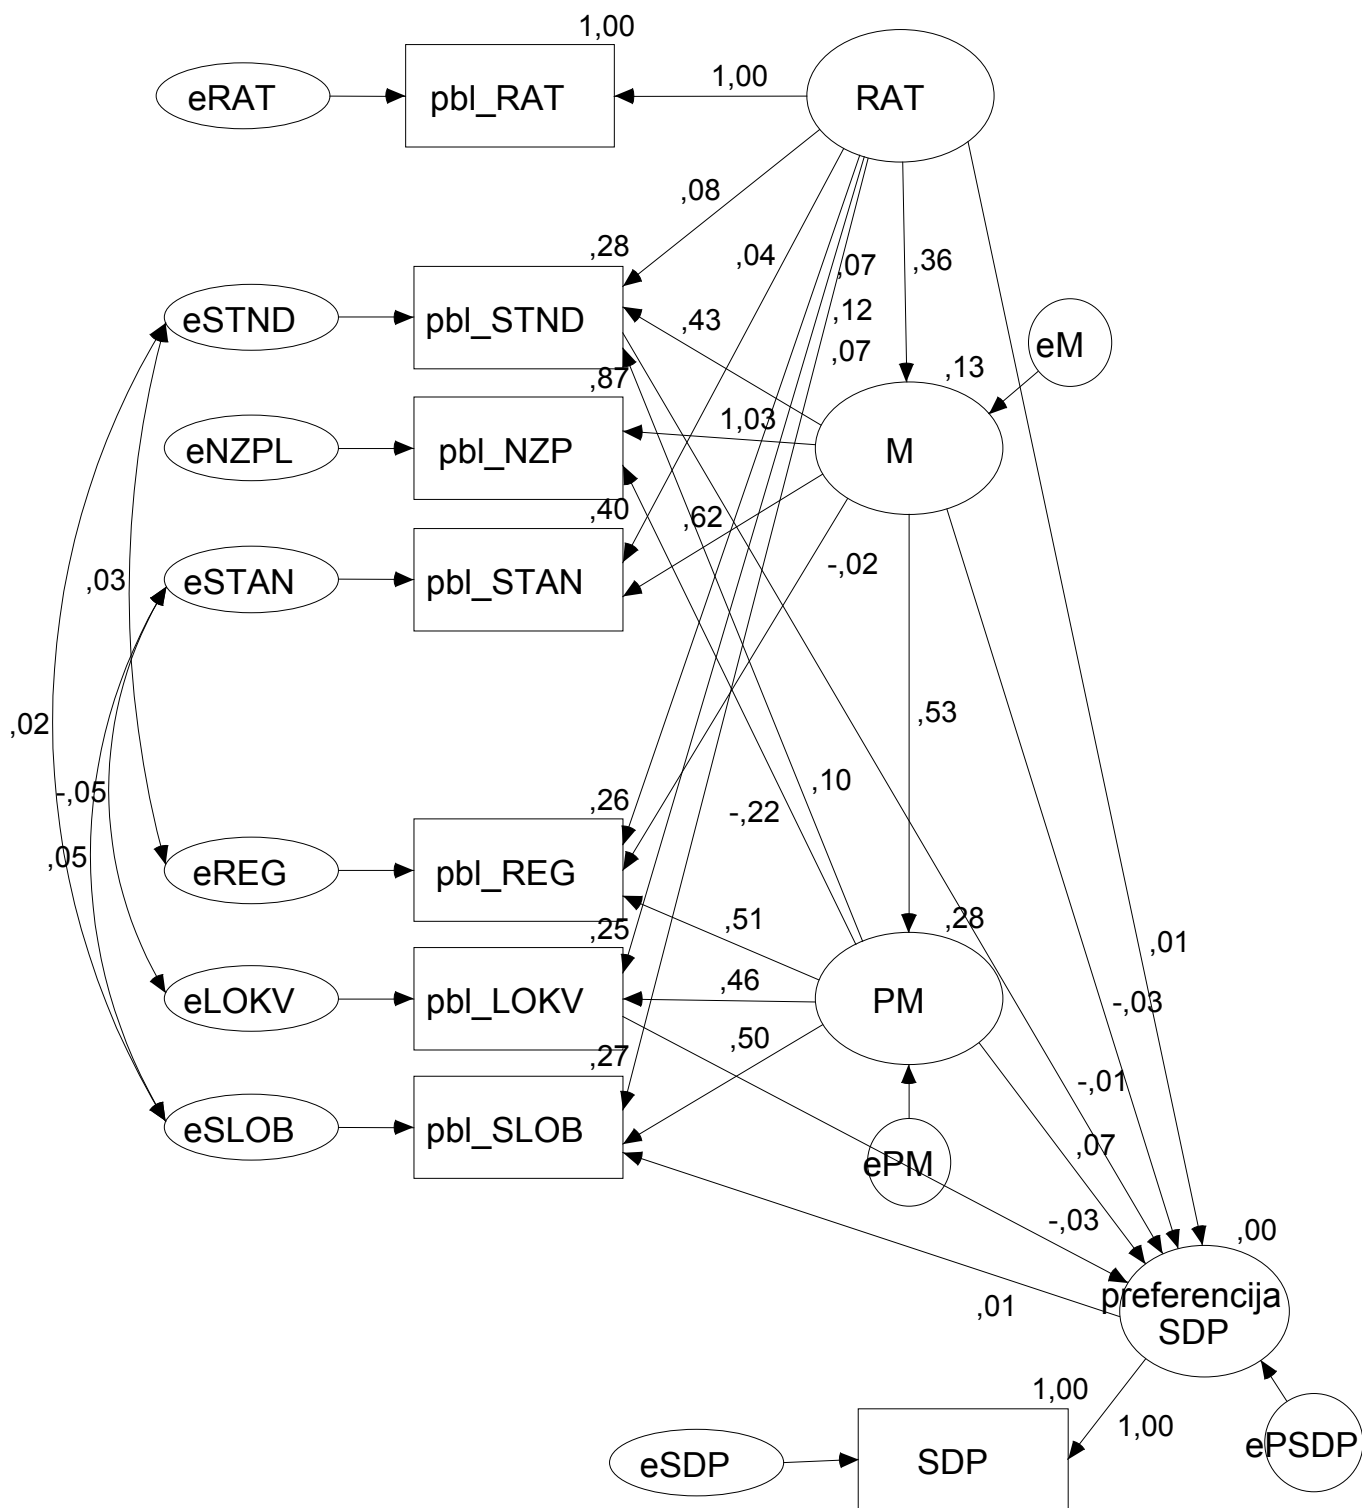 1,00
eRAT
pbl_RAT
1,00
RAT
,08
,28
,04
,07
,36
eSTND
pbl_STND
,43
,12
,07
eM
,13
,87
1,03
eNZPL
pbl_NZP
M
,40
,62
,03
eSTAN
pbl_STAN
-,02
,02
,53
-,05
,26
-,22
,10
,05
eREG
pbl_REG
,51
,28
,25
,01
,46
-,03
eLOKV
pbl_LOKV
PM
,27
,50
-,01
eSLOB
pbl_SLOB
,07
ePM
-,03
,00
,01
preferencija
SDP
1,00
1,00
eSDP
SDP
ePSDP